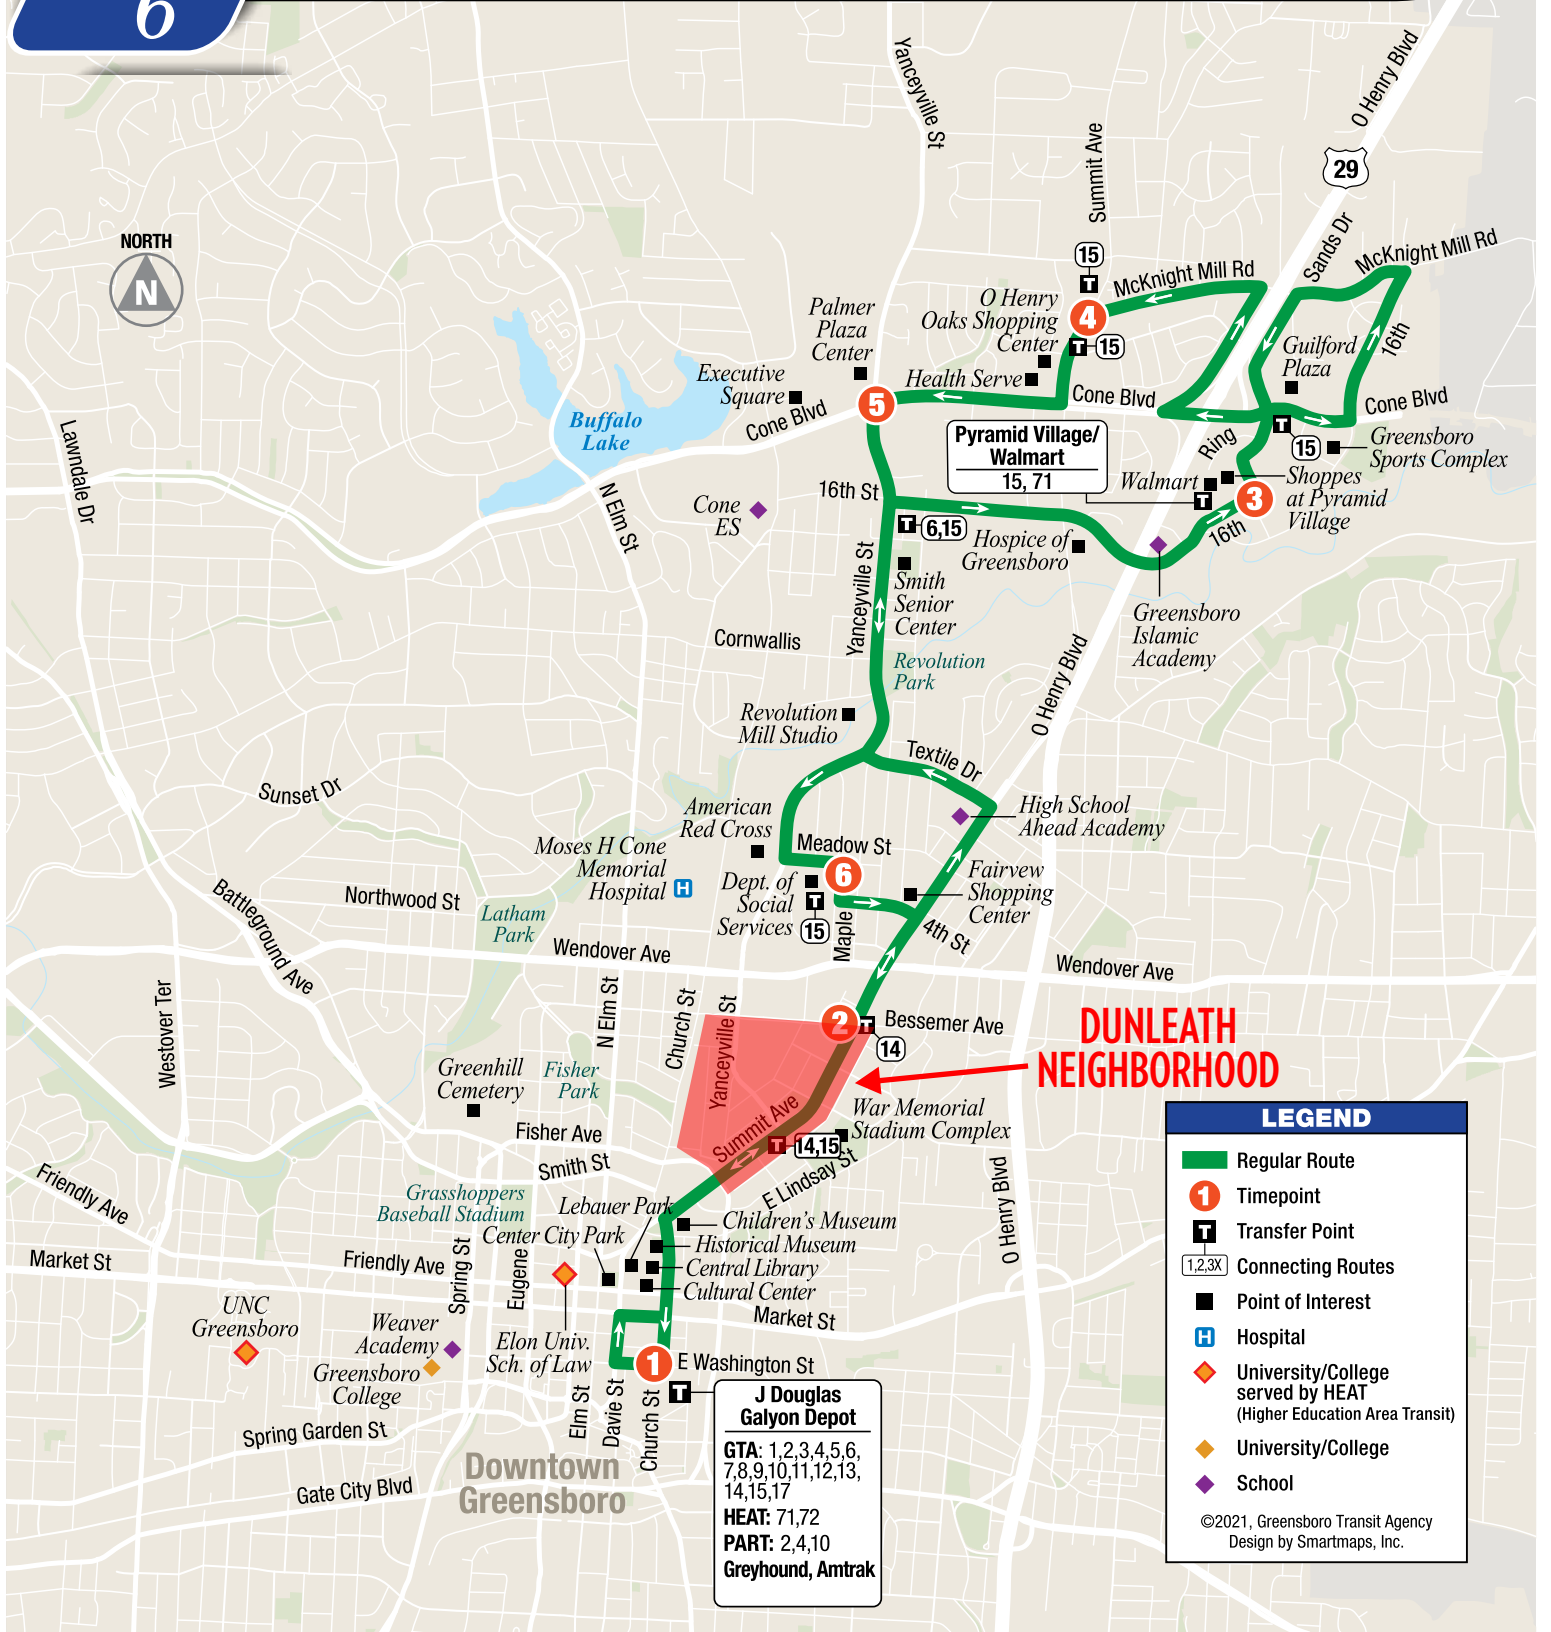 6
Yanceyville St
O Henry Blvd
29
Summit Ave
NORTH
N
15
McKnight Mill Rd
Sands Dr
McKnight Mill Rd
O Henry
Oaks Shopping
Center
4
15
Palmer
Plaza
Center
Guilford
Plaza
16th
Health Serve
Executive
Square
5
Cone Blvd
Cone Blvd
Cone Blvd
Buffalo
Lake
Lawndale Dr
Pyramid Village/
Walmart
15, 71
Ring
15
Greensboro
Sports Complex
Walmart
Shoppes
at Pyramid
Village
3
16th
16th St
Cone
ES
N Elm St
6,15
Hospice of
Greensboro
Smith
Senior
Center
Yanceyville St
Greensboro
Islamic
Academy
Cornwallis
Revolution
Park
O Henry Blvd
Revolution
Mill Studio
Textile Dr
Sunset Dr
American
Red Cross
High School
Ahead Academy
Moses H Cone
Memorial
Hospital
H
Meadow St
6
Dept. of
Social
Services
15
Maple
Fairvew
Shopping
Center
4th St
Battleground Ave
Northwood St
Latham
Park
Wendover Ave
Wendover Ave
Westover Ter
N Elm St
Church St
Yanceyville St
2
Bessemer Ave
14
DUNLEATH
NEIGHBORHOOD
Greenhill
Cemetery
Fisher
Park
Summit Ave
War Memorial
Stadium Complex
14,15
E Lindsay St
Fisher Ave
Smith St
Friendly Ave
Grasshoppers
Baseball Stadium
Lebauer Park
Center City Park
Children's Museum
Historical Museum
Central Library
Cultural Center
O Henry Blvd
Market St
Friendly Ave
Spring St
Eugene
Market St
UNC
Greensboro
Weaver
Academy
Greensboro
College
Elon Univ.
Sch. of Law
1
E Washington St
Elm St
Davie St
Church St
Spring Garden St
Gate City Blvd
Downtown
Greensboro
J Douglas
Galyon Depot
GTA: 1,2,3,4,5,6,
7,8,9,10,11,12,13,
14,15,17
HEAT: 71,72
PART: 2,4,10
Greyhound, Amtrak
LEGEND
Regular Route
1 Timepoint
T Transfer Point
1,2,3X Connecting Routes
Point of Interest
H Hospital
University/College
served by HEAT
(Higher Education Area Transit)
University/College
School
©2021, Greensboro Transit Agency
Design by Smartmaps, Inc.